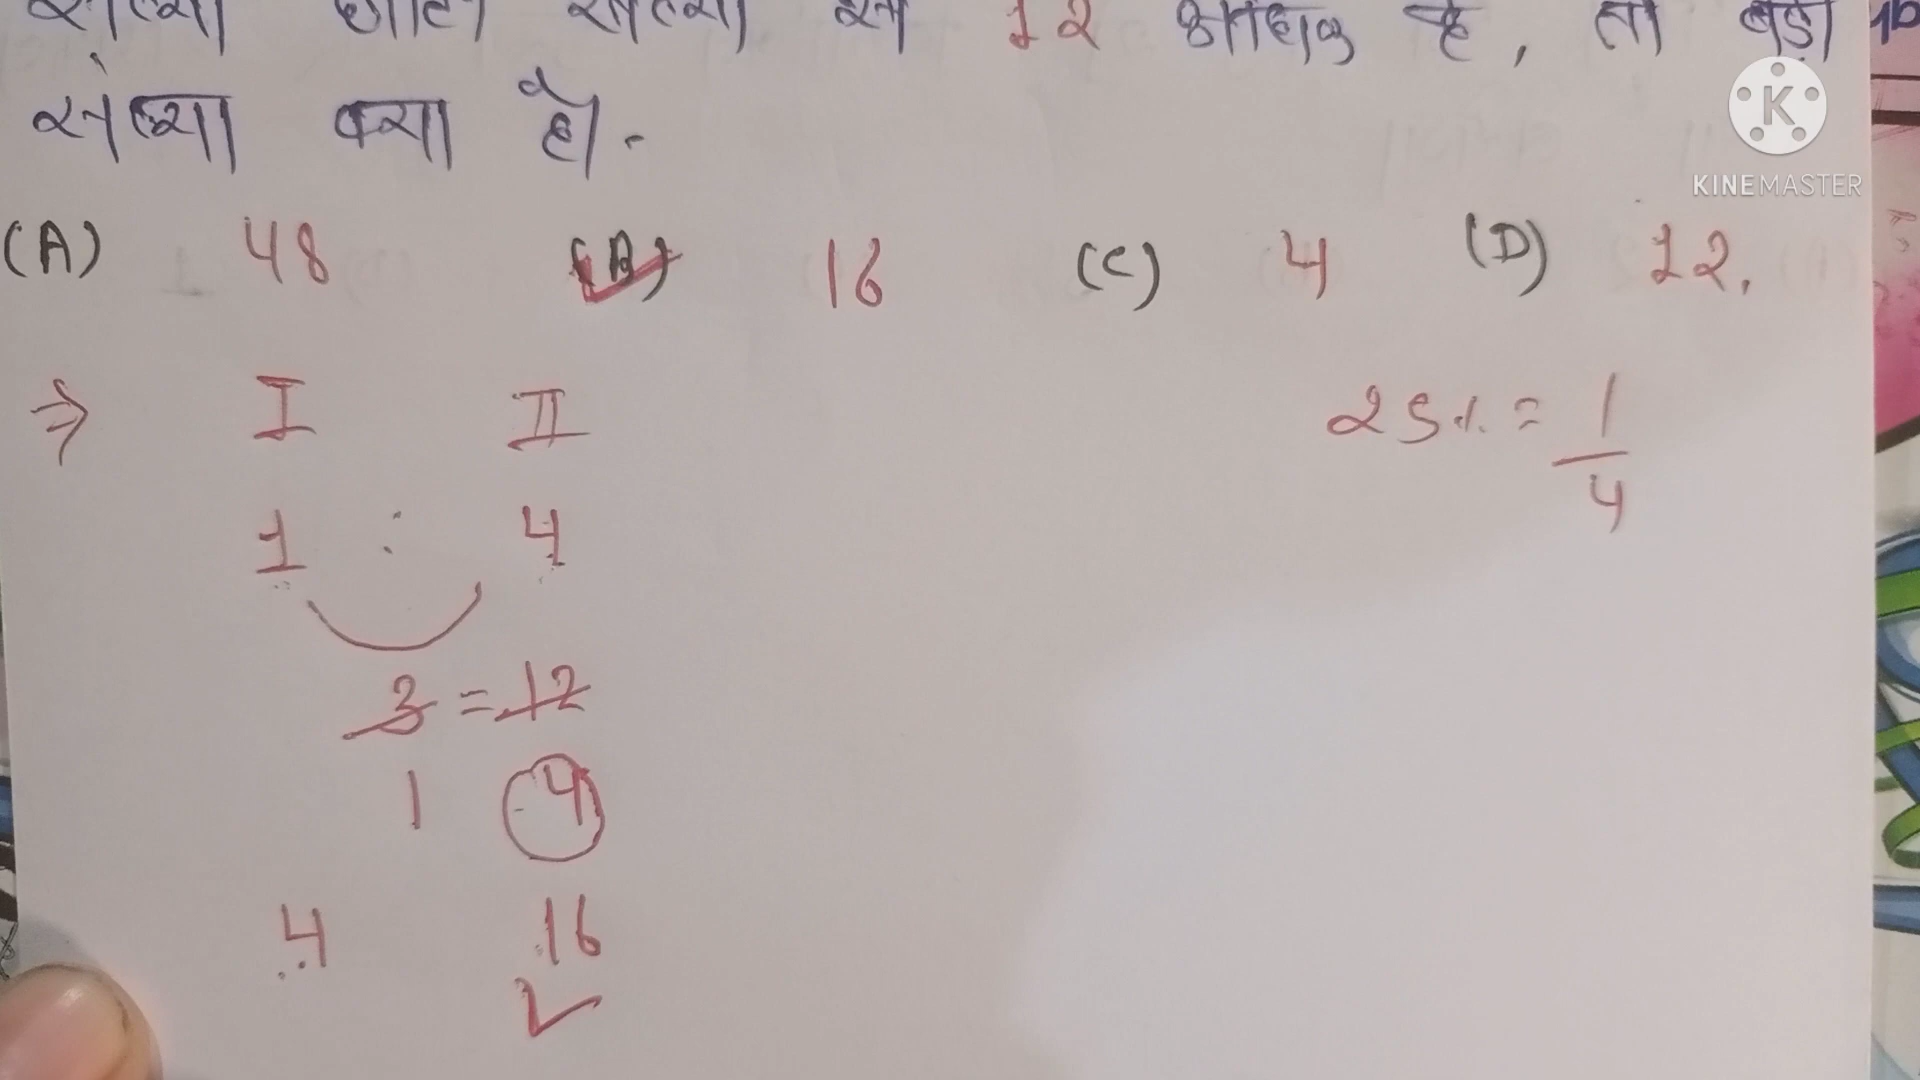 संख्या छोटी संख्या से 12 अधिक है, तो बड़ी
संख्या क्या है।-
KINEMASTER
(A) 48 (B) 16 (C) 4 (D) 12.
⇒ I II 25% = 1/4
1 : 4
3 = 12
1 4
4 16